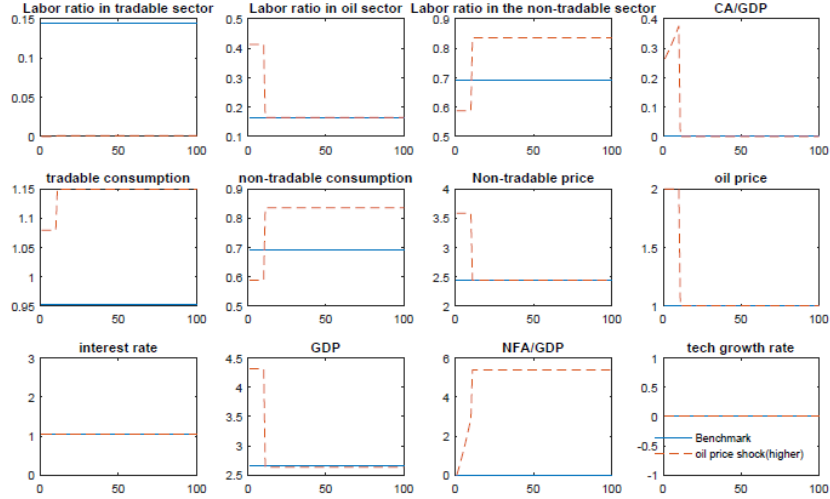 Labor ratio in tradable sector
0.15
0.1
0.05
0
0 50 100
Labor ratio in oil sector
0.5
0.4
0.3
0.2
0.1
0 50 100
Labor ratio in the non-tradable sector
0.9
0.8
0.7
0.6
0.5
0 50 100
CA/GDP
0.4
0.3
0.2
0.1
0
0 50 100
tradable consumption
1.15
1.1
1.05
1
0.95
0 50 100
non-tradable consumption
0.9
0.8
0.7
0.6
0.5
0 50 100
Non-tradable price
4
3.5
3
2.5
2
0 50 100
oil price
2
1.5
1
0 50 100
interest rate
3
2
1
0
0 50 100
GDP
4.5
4
3.5
3
2.5
0 50 100
NFA/GDP
6
4
2
0
0 50 100
tech growth rate
1
0.5
0
-0.5
-1
0 50 100
Benchmark
oil price shock(higher)